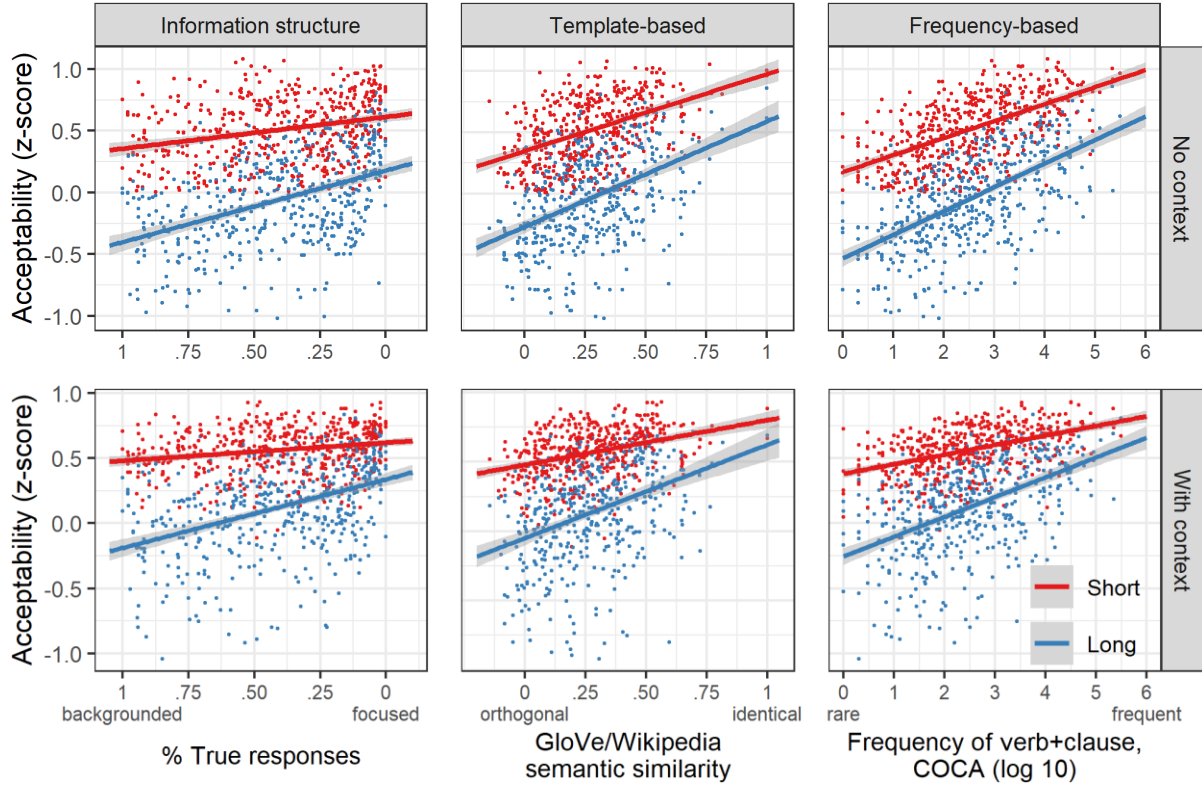 Information structure
Template-based
Frequency-based
Acceptability (z-score)
1.0
0.5
0.0
-0.5
-1.0
No context
1 .75 .50 .25 0
0 .25 .50 .75 1
0 1 2 3 4 5 6
Acceptability (z-score)
1.0
0.5
0.0
-0.5
-1.0
With context
Short
Long
1 .75 .50 .25 0
0 .25 .50 .75 1
0 1 2 3 4 5 6
backgrounded focused
orthogonal identical
rare frequent
% True responses
GloVe/Wikipedia
semantic similarity
Frequency of verb+clause,
COCA (log 10)